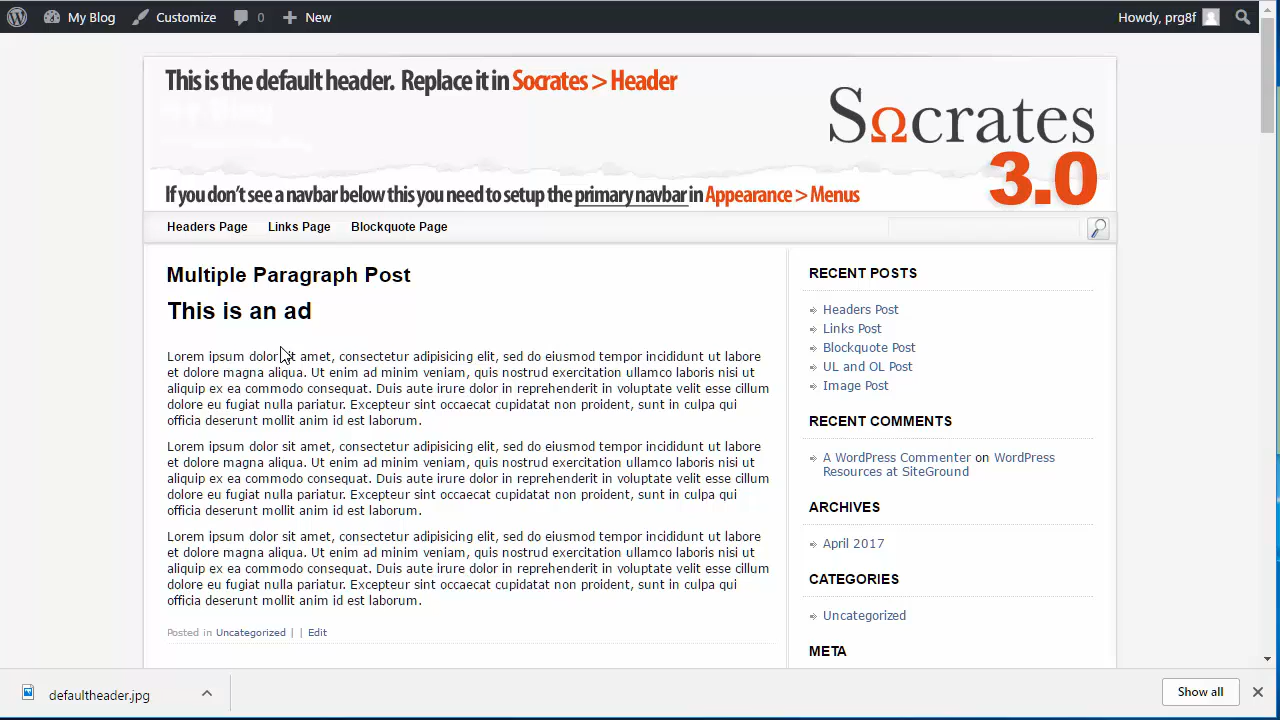 My Blog Customize 0 New Howdy, prg8f
This is the default header. Replace it in Socrates > Header
My Blog
SΩcrates
3.0
If you don't see a navbar below this you need to setup the primary navbar in Appearance > Menus
Headers Page Links Page Blockquote Page
Multiple Paragraph Post
This is an ad
Lorem ipsum dolor sit amet, consectetur adipisicing elit, sed do eiusmod tempor incididunt ut labore
et dolore magna aliqua. Ut enim ad minim veniam, quis nostrud exercitation ullamco laboris nisi ut
aliquip ex ea commodo consequat. Duis aute irure dolor in reprehenderit in voluptate velit esse cillum
dolore eu fugiat nulla pariatur. Excepteur sint occaecat cupidatat non proident, sunt in culpa qui
officia deserunt mollit anim id est laborum.
Lorem ipsum dolor sit amet, consectetur adipisicing elit, sed do eiusmod tempor incididunt ut labore
et dolore magna aliqua. Ut enim ad minim veniam, quis nostrud exercitation ullamco laboris nisi ut
aliquip ex ea commodo consequat. Duis aute irure dolor in reprehenderit in voluptate velit esse cillum
dolore eu fugiat nulla pariatur. Excepteur sint occaecat cupidatat non proident, sunt in culpa qui
officia deserunt mollit anim id est laborum.
Lorem ipsum dolor sit amet, consectetur adipisicing elit, sed do eiusmod tempor incididunt ut labore
et dolore magna aliqua. Ut enim ad minim veniam, quis nostrud exercitation ullamco laboris nisi ut
aliquip ex ea commodo consequat. Duis aute irure dolor in reprehenderit in voluptate velit esse cillum
dolore eu fugiat nulla pariatur. Excepteur sint occaecat cupidatat non proident, sunt in culpa qui
officia deserunt mollit anim id est laborum.
Posted in Uncategorized | | Edit
RECENT POSTS
Headers Post
Links Post
Blockquote Post
UL and OL Post
Image Post
RECENT COMMENTS
A WordPress Commenter on WordPress
Resources at SiteGround
ARCHIVES
April 2017
CATEGORIES
Uncategorized
META
defaultheader.jpg Show all